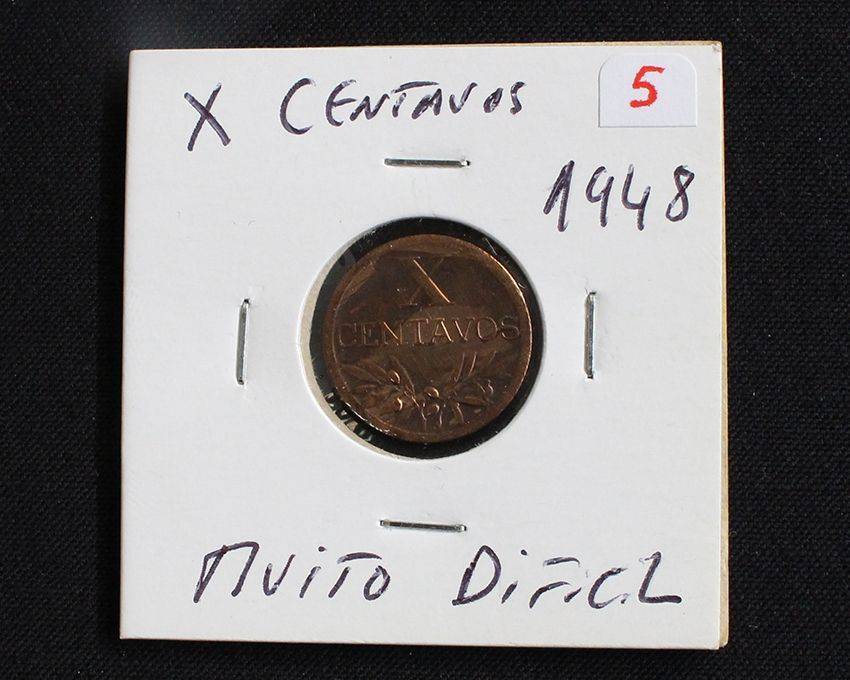 X CENTAVOS
5
1948
X
CENTAVOS
MUITO DIFICIL